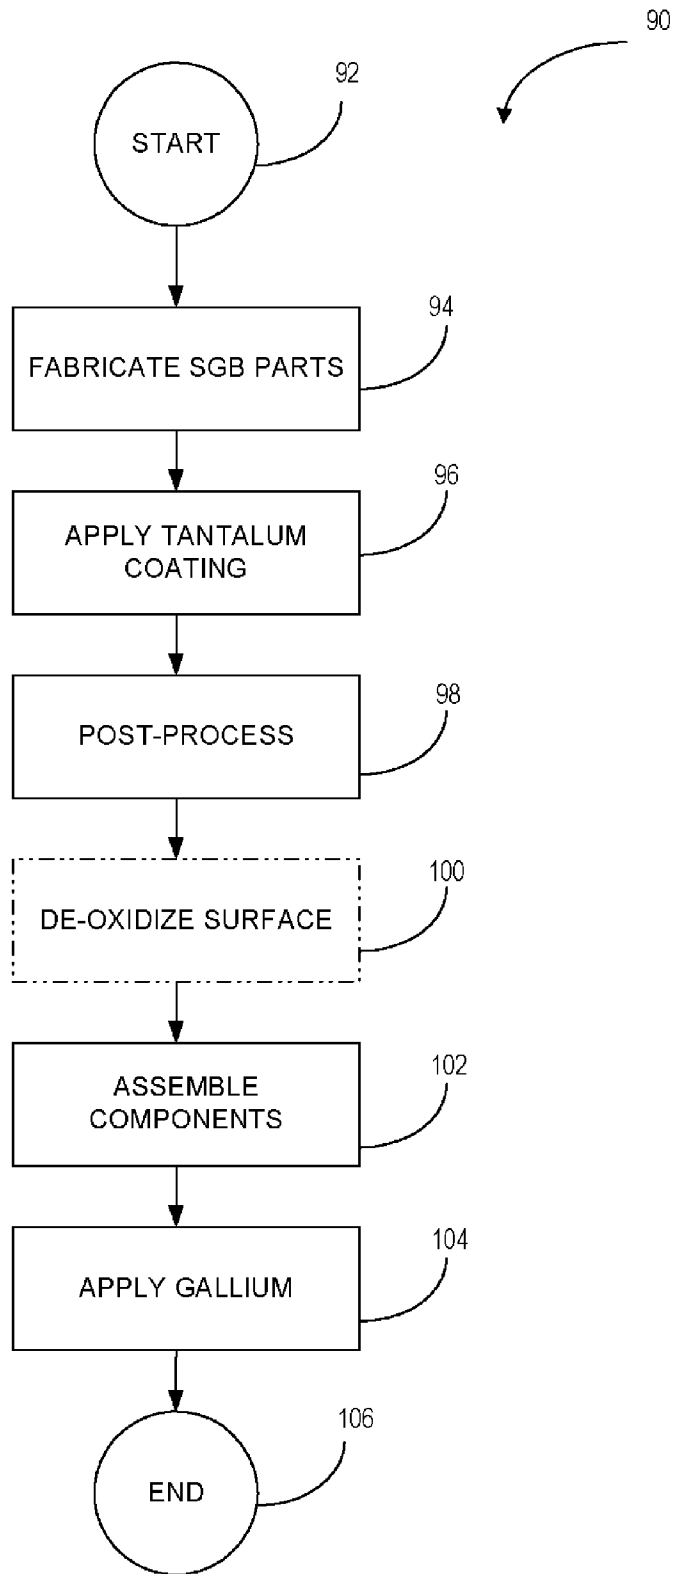 90
92
START
94
FABRICATE SGB PARTS
96
APPLY TANTALUM
COATING
98
POST-PROCESS
100
DE-OXIDIZE SURFACE
102
ASSEMBLE
COMPONENTS
104
APPLY GALLIUM
106
END